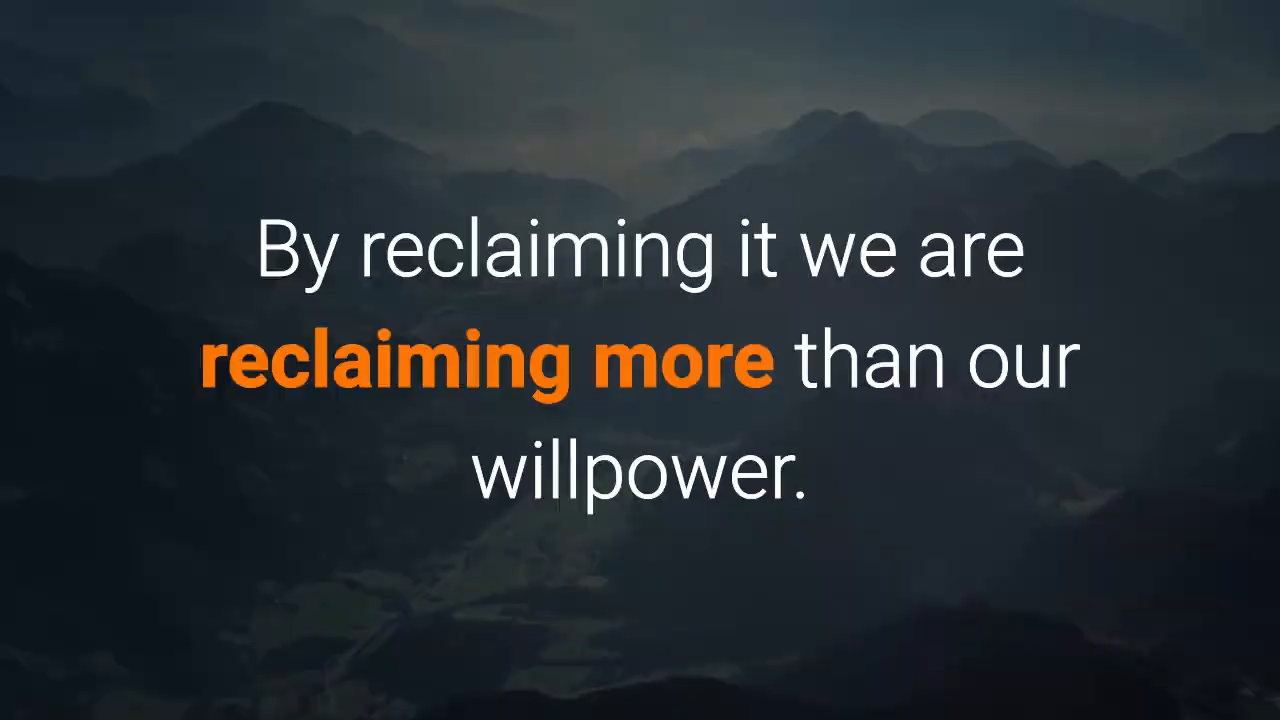 By reclaiming it we are
reclaiming more than our
willpower.